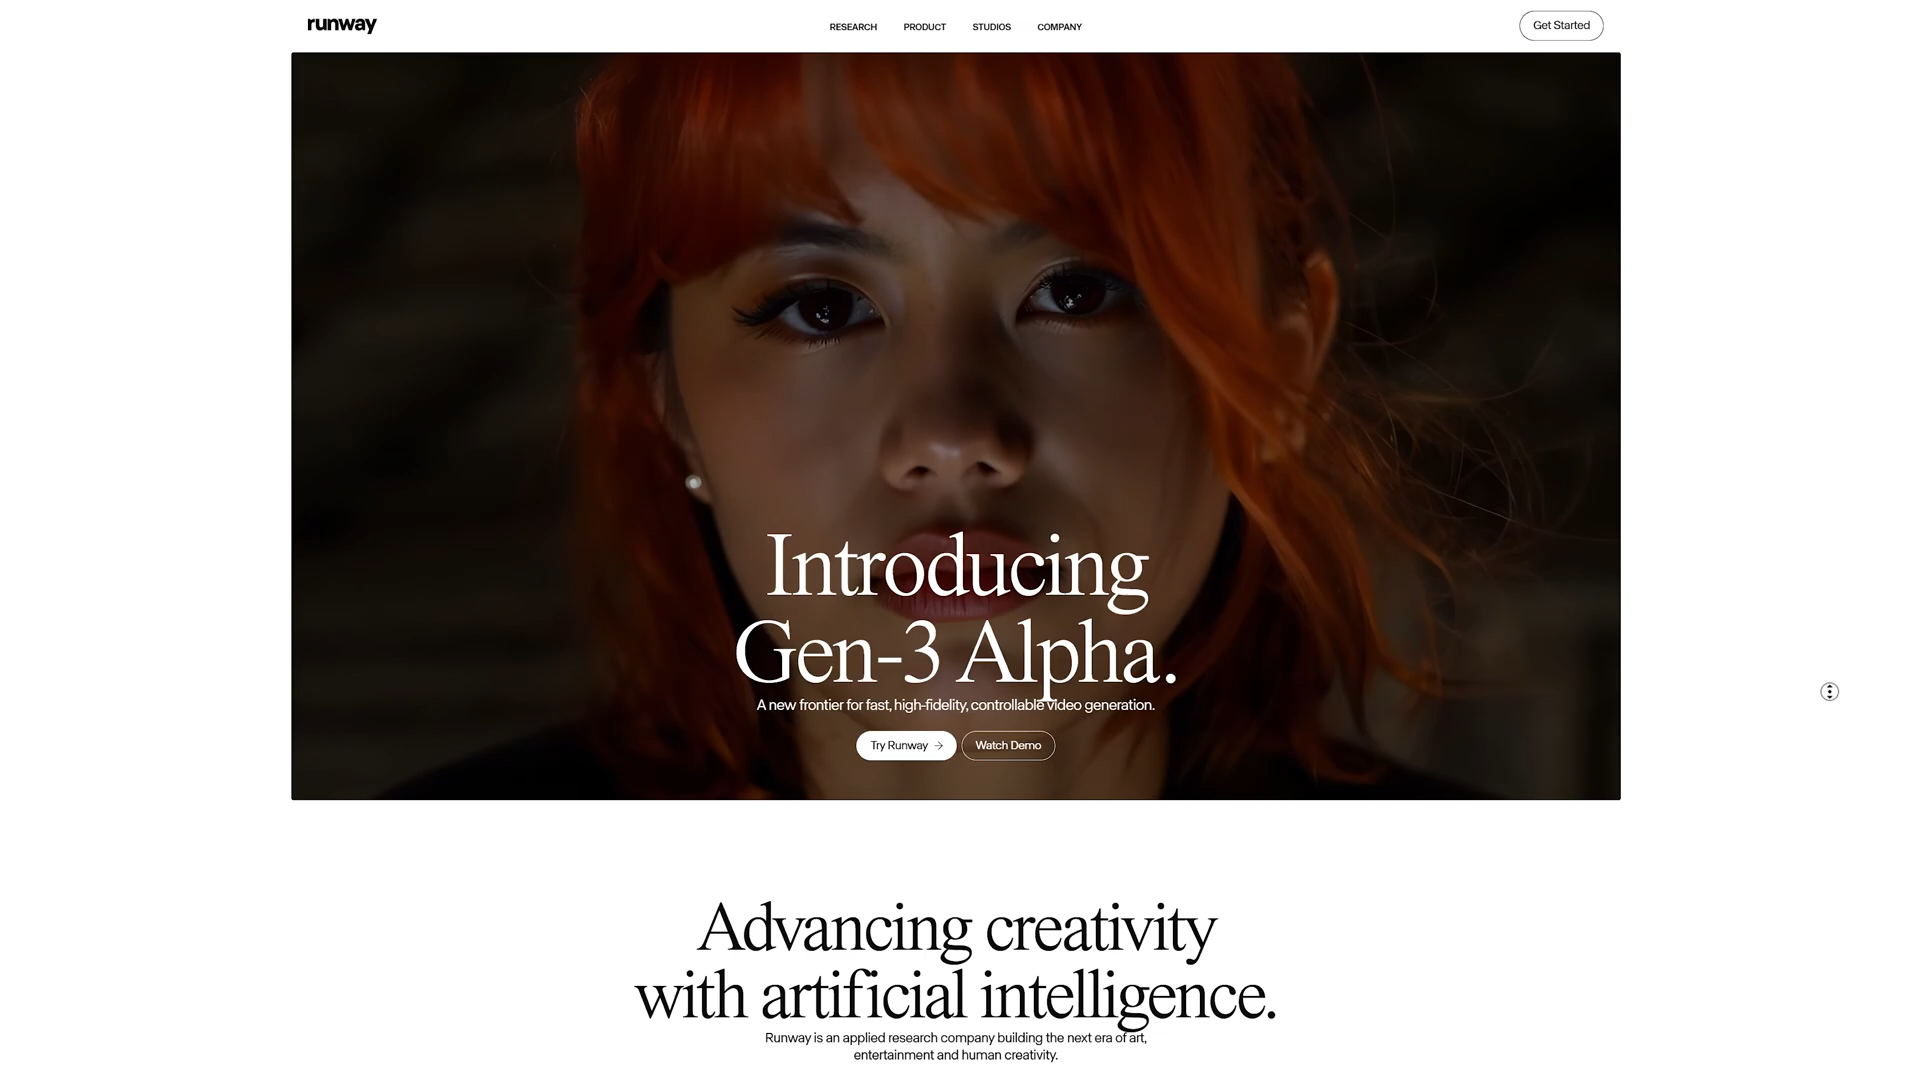 runway
RESEARCH
PRODUCT
STUDIOS
COMPANY
Get Started
Introducing
Gen-3 Alpha.
A new frontier for fast, high-fidelity, controllable video generation.
Try Runway →
Watch Demo
Advancing creativity
with artificial intelligence.
Runway is an applied research company building the next era of art,
entertainment and human creativity.